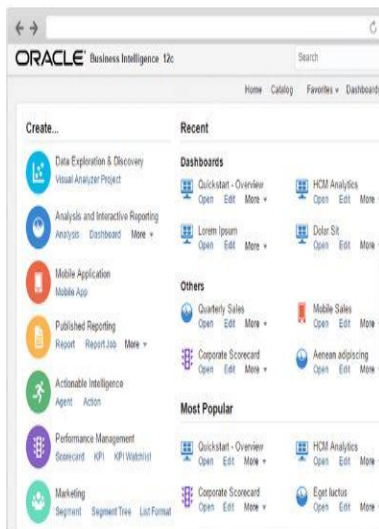 ORACLE Business Intelligence 12c
Search
Home Catalog Favorites Dashboards
Create...
Data Exploration & Discovery
Visual Analyzer Project
Analysis and Interactive Reporting
Analysis Dashboard More
Mobile Application
Mobile App
Published Reporting
Report Report Job More
Actionable Intelligence
Agent Action
Performance Management
Scorecard KPI KPI Watchlist
Marketing
Segment Segment Tree List Format
Recent
Dashboards
Quickstart - Overview
Open Edit More
HCM Analytics
Open Edit More
Lorem Ipsum
Open Edit More
Dolar Sit
Open Edit More
Others
Quarterly Sales
Open Edit More
Mobile Sales
Open Edit More
Corporate Scorecard
Open Edit More
Aenean adipiscing
Open Edit More
Most Popular
Quickstart - Overview
Open Edit More
HCM Analytics
Open Edit More
Corporate Scorecard
Open Edit More
Eget luctus
Open Edit More